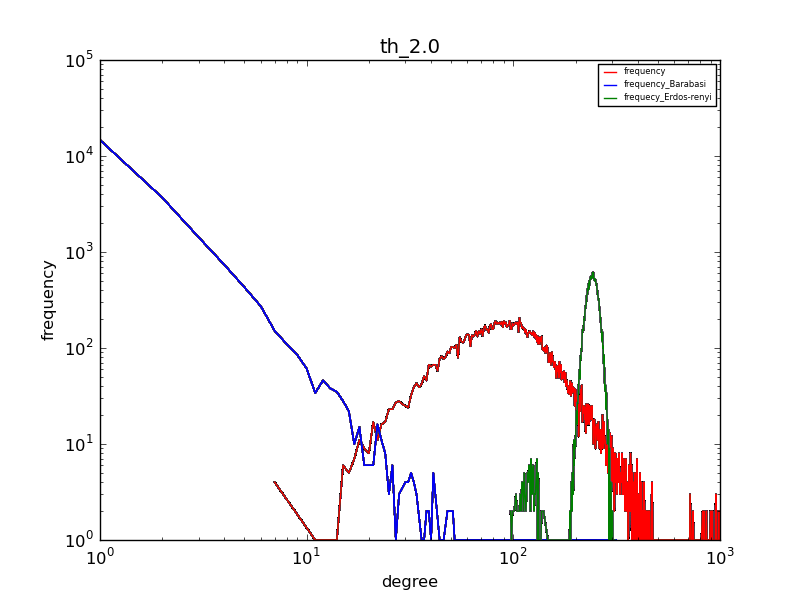 th_2.0
10^5
10^4
10^3
10^2
10^1
10^0
frequency
frequency
frequency_Barabasi
frequecy_Erdos-renyi
10^0
10^1
10^2
10^3
degree